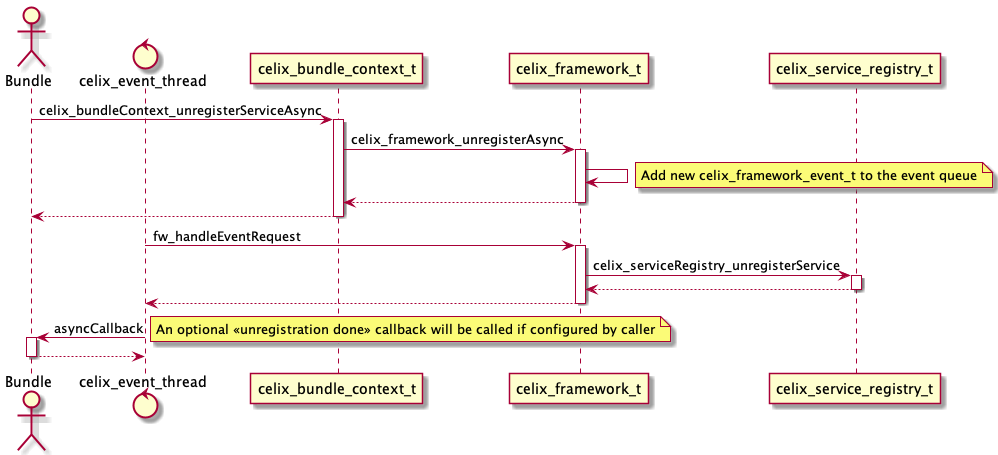 Bundle
celix_event_thread
celix_bundle_context_t
celix_framework_t
celix_service_registry_t
celix_bundleContext_unregisterServiceAsync
celix_framework_unregisterAsync
Add new celix_framework_event_t to the event queue
fw_handleEventRequest
celix_serviceRegistry_unregisterService
asyncCallback
An optional «unregistration done» callback will be called if configured by caller
Bundle
celix_event_thread
celix_bundle_context_t
celix_framework_t
celix_service_registry_t